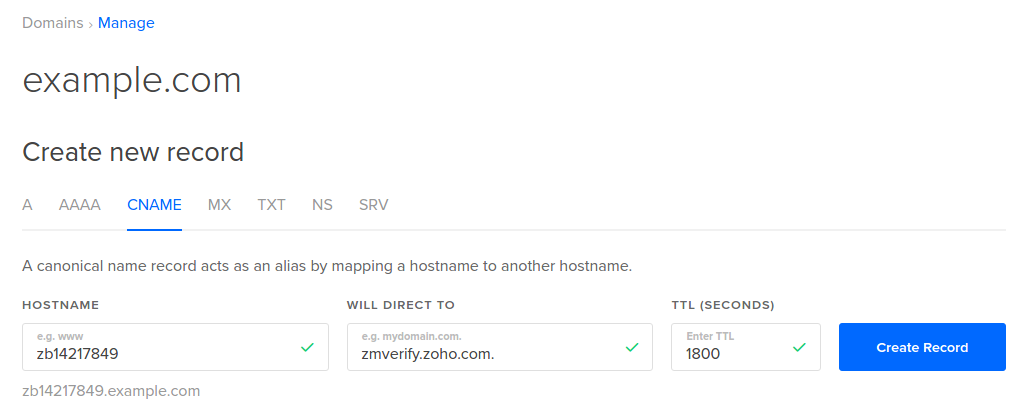 Domains › Manage
example.com
Create new record
A AAAA CNAME MX TXT NS SRV
A canonical name record acts as an alias by mapping a hostname to another hostname.
HOSTNAME WILL DIRECT TO TTL (SECONDS)
e.g. www e.g. mydomain.com. Enter TTL
zb14217849 zmverify.zoho.com. 1800 Create Record
zb14217849.example.com